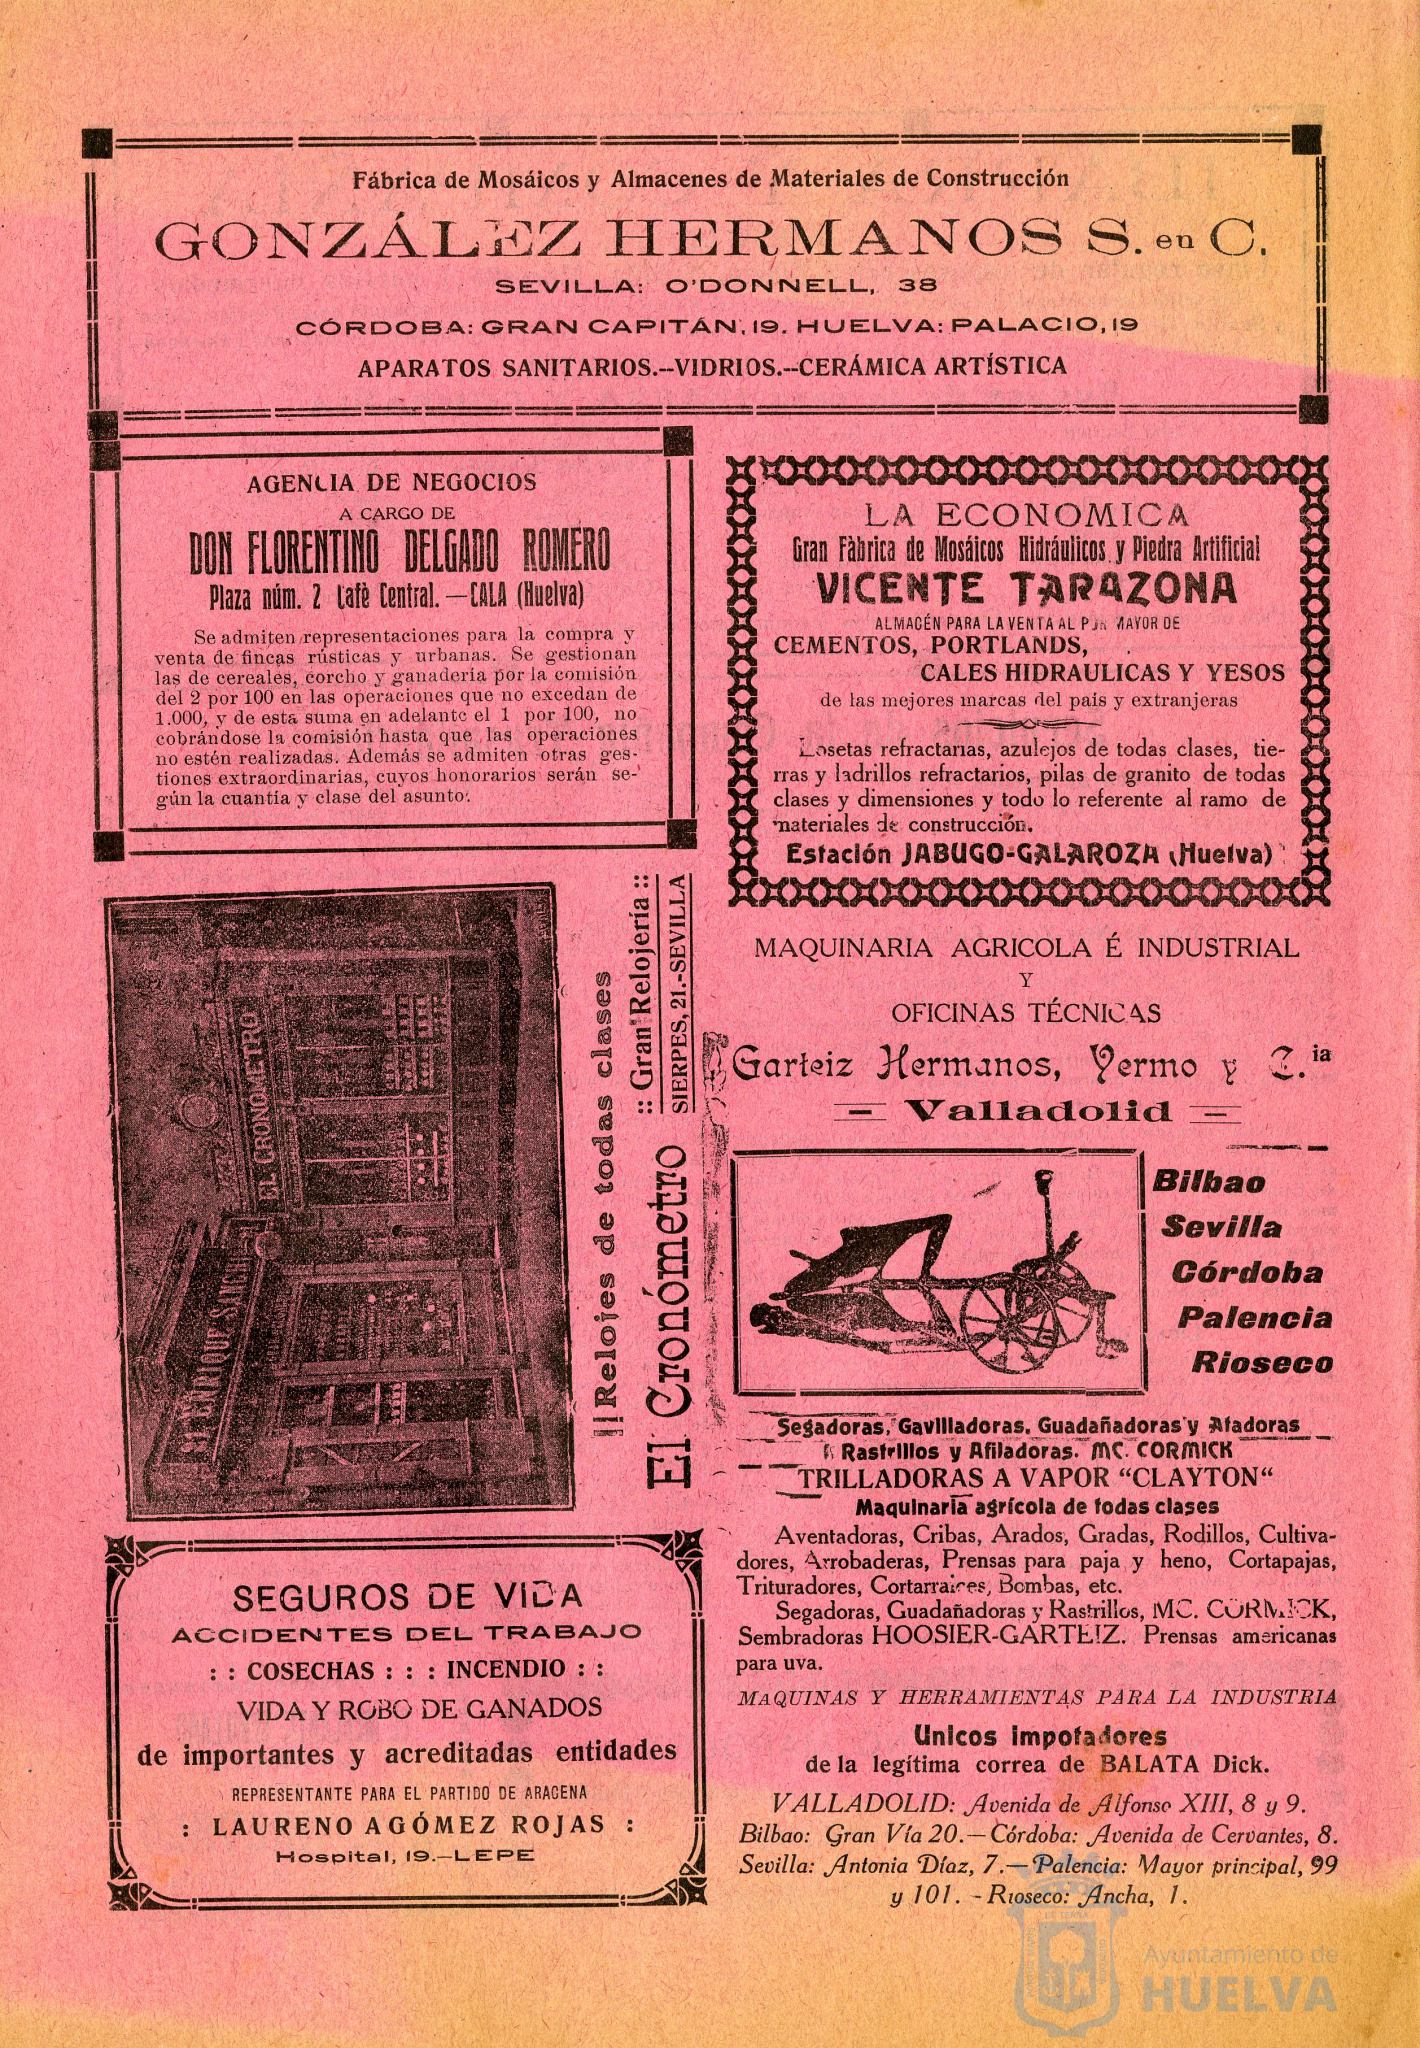 Fábrica de Mosáicos y Almacenes de Materiales de Construcción
GONZÁLEZ HERMANOS S. en C.
SEVILLA: O'DONNELL, 38
CÓRDOBA: GRAN CAPITÁN, 19. HUELVA: PALACIO, 19
APARATOS SANITARIOS.--VIDRIOS.--CERÁMICA ARTÍSTICA
AGENCIA DE NEGOCIOS
A CARGO DE
DON FLORENTINO DELGADO ROMERO
Plaza núm. 2 Cafè Central.—CALA (Huelva)
Se admiten representaciones para la compra y
venta de fincas rústicas y urbanas. Se gestionan
las de cereales, corcho y ganadería por la comisión
del 2 por 100 en las operaciones que no excedan de
1.000, y de esta suma en adelante el 1 por 100, no
cobrándose la comisión hasta que las operaciones
no estén realizadas. Además se admiten otras ges-
tiones extraordinarias, cuyos honorarios serán se-
gún la cuantía y clase del asunto.
LA ECONOMICA
Gran Fàbrica de Mosáicos Hidráulicos y Piedra Artificial
VICENTE TARAZONA
ALMACÉN PARA LA VENTA AL POR MAYOR DE
CEMENTOS, PORTLANDS,
CALES HIDRAULICAS Y YESOS
de las mejores marcas del país y extranjeras
Losetas refractarias, azulejos de todas clases, tie-
rras y ladrillos refractarios, pilas de granito de todas
clases y dimensiones y todo lo referente al ramo de
materiales de construcción.
Estación JABUGO-GALAROZA (Huelva)
EL CRONOMETRO
El Cronómetro
:: Gran Relojería ::
SIERPES, 21.-SEVILLA
Relojes de todas clases
MAQUINARIA AGRICOLA É INDUSTRIAL
Y
OFICINAS TÉCNICAS
Garteiz Hermanos, Yermo y C.ia
Valladolid
Bilbao
Sevilla
Córdoba
Palencia
Rioseco
Segadoras, Gavilladoras, Guadañadoras y Atadoras
Rastrillos y Afiladoras. MC. CORMICK
TRILLADORAS A VAPOR "CLAYTON"
Maquinaria agrícola de todas clases
Aventadoras, Cribas, Arados, Gradas, Rodillos, Cultiva-
dores, Arrobaderas, Prensas para paja y heno, Cortapajas,
Trituradores, Cortarraices, Bombas, etc.
Segadoras, Guadañadoras y Rastrillos, MC. CORMICK,
Sembradoras HOOSIER-GARTEIZ. Prensas americanas
para uva.
MAQUINAS Y HERRAMIENTAS PARA LA INDUSTRIA
Unicos impotadores
de la legítima correa de BALATA Dick.
VALLADOLID: Avenida de Alfonso XIII, 8 y 9.
Bilbao: Gran Vía 20.—Córdoba: Avenida de Cervantes, 8.
Sevilla: Antonia Díaz, 7.—Palencia: Mayor principal, 99
y 101. - Rioseco: Ancha, 1.
SEGUROS DE VIDA
ACCIDENTES DEL TRABAJO
: : COSECHAS : : : INCENDIO : :
VIDA Y ROBO DE GANADOS
de importantes y acreditadas entidades
REPRESENTANTE PARA EL PARTIDO DE ARACENA
: LAURENO AGÓMEZ ROJAS :
Hospital, 19.—LEPE
Ayuntamiento de
HUELVA